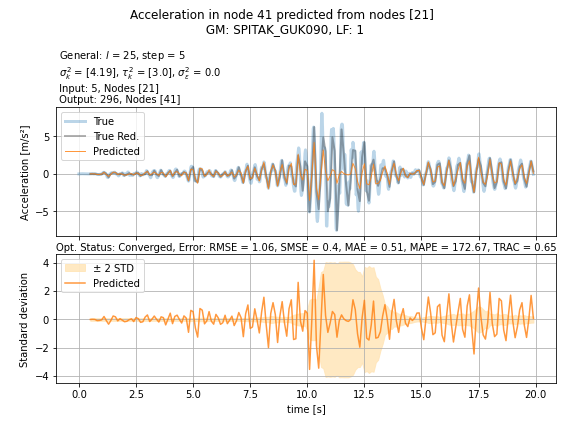 Acceleration in node 41 predicted from nodes [21]
GM: SPITAK_GUK090, LF: 1
General: l = 25, step = 5
σ²_k = [4.19], τ²_k = [3.0], σ²_ε = 0.0
Input: 5, Nodes [21]
Output: 296, Nodes [41]
True
True Red.
Predicted
Acceleration [m/s²]
5
0
−5
Opt. Status: Converged, Error: RMSE = 1.06, SMSE = 0.4, MAE = 0.51, MAPE = 172.67, TRAC = 0.65
± 2 STD
Predicted
Standard deviation
4
2
0
−2
−4
0.0 2.5 5.0 7.5 10.0 12.5 15.0 17.5 20.0
time [s]